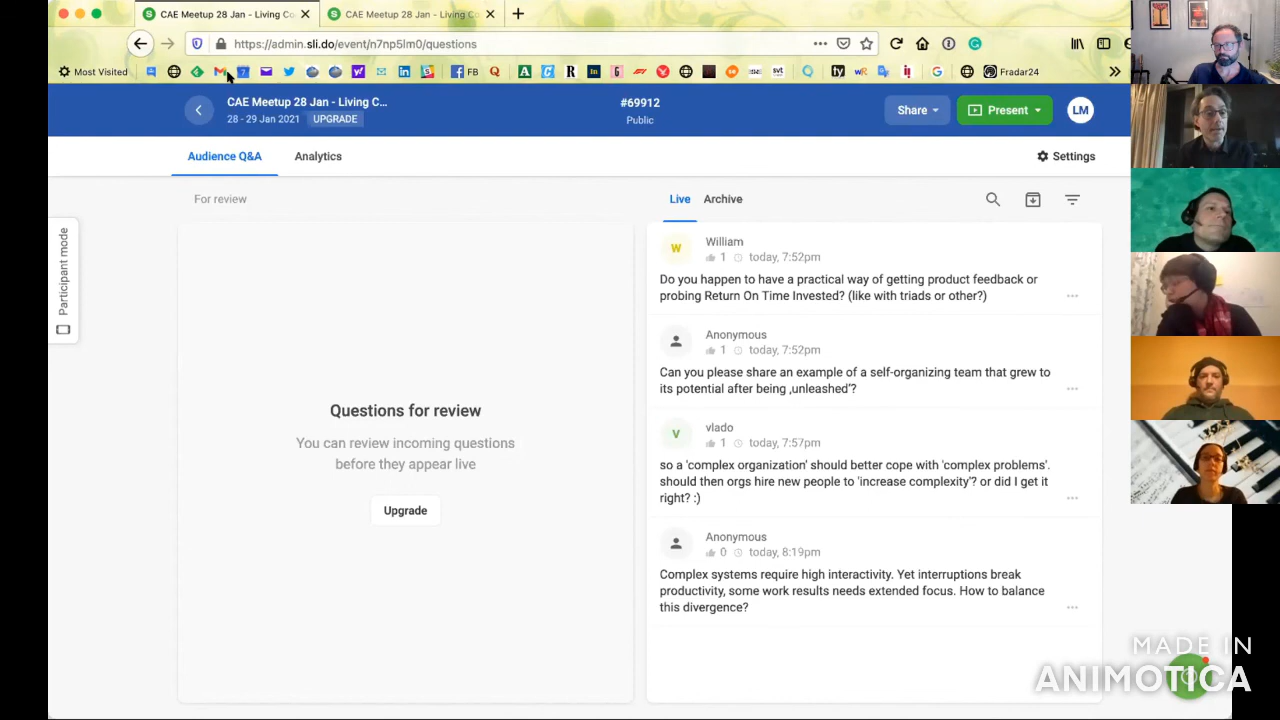 CAE Meetup 28 Jan - Living Co
CAE Meetup 28 Jan - Living Co
https://admin.sli.do/event/n7np5lm0/questions
Most Visited
FB
Fradar24
CAE Meetup 28 Jan - Living C...
28 - 29 Jan 2021
UPGRADE
#69912
Public
Share
Present
LM
Audience Q&A
Analytics
Settings
Participant mode
For review
Live
Archive
Questions for review
You can review incoming questions
before they appear live
Upgrade
W
William
1
today, 7:52pm
Do you happen to have a practical way of getting product feedback or
probing Return On Time Invested? (like with triads or other?)
Anonymous
1
today, 7:52pm
Can you please share an example of a self-organizing team that grew to
its potential after being ‚unleashed'?
V
vlado
1
today, 7:57pm
so a 'complex organization' should better cope with 'complex problems'.
should then orgs hire new people to 'increase complexity'? or did I get it
right? :)
Anonymous
0
today, 8:19pm
Complex systems require high interactivity. Yet interruptions break
productivity, some work results needs extended focus. How to balance
this divergence?
MADE IN
ANIMOTICA